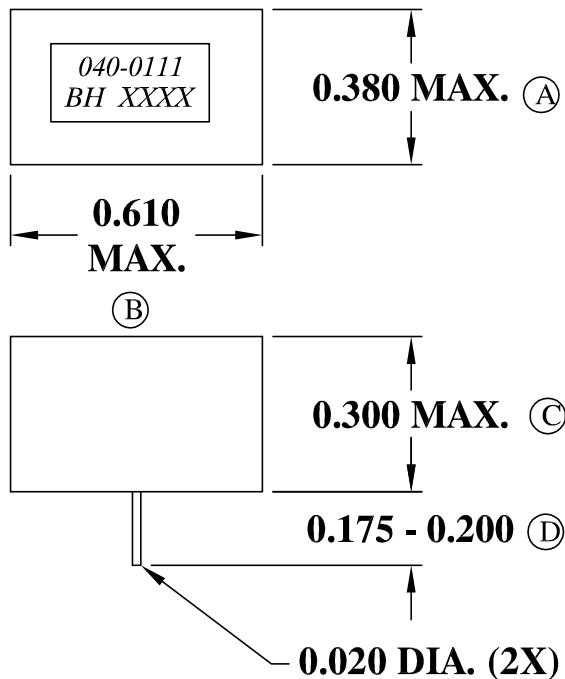 040-0111
BH XXXX
0.380 MAX. A
0.610
MAX.
B
0.300 MAX. C
0.175 - 0.200 D
0.020 DIA. (2X)